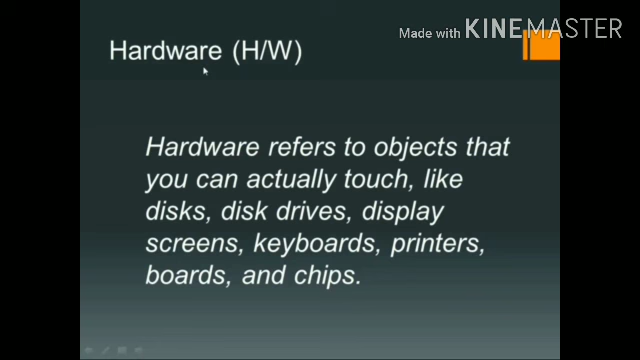 Made with KINEMASTER
Hardware (H/W)
Hardware refers to objects that
you can actually touch, like
disks, disk drives, display
screens, keyboards, printers,
boards, and chips.